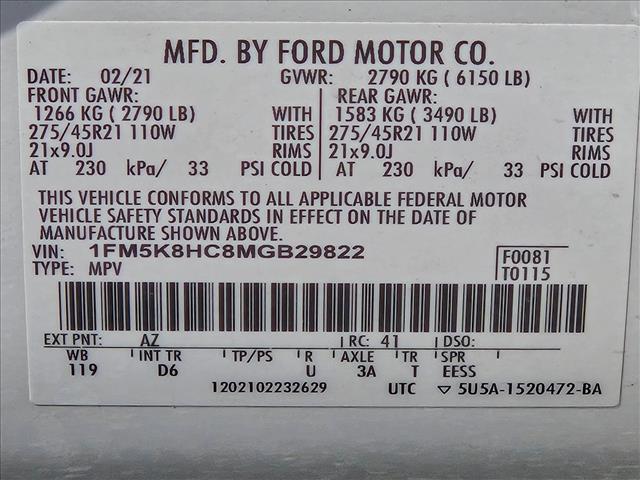 MFD. BY FORD MOTOR CO.
DATE: 02/21 GVWR: 2790 KG ( 6150 LB)
FRONT GAWR: REAR GAWR:
1266 KG ( 2790 LB) WITH 1583 KG ( 3490 LB) WITH
275/45R21 110W TIRES 275/45R21 110W TIRES
21x9.0J RIMS 21x9.0J RIMS
AT 230 kPa/ 33 PSI COLD AT 230 kPa/ 33 PSI COLD
THIS VEHICLE CONFORMS TO ALL APPLICABLE FEDERAL MOTOR
VEHICLE SAFETY STANDARDS IN EFFECT ON THE DATE OF
MANUFACTURE SHOWN ABOVE.
VIN: 1FM5K8HC8MGB29822 F0081
TYPE: MPV T0115
EXT PNT: AZ RC: 41 DSO:
WB INT TR TP/PS R AXLE TR SPR
119 D6 U 3A T EESS
1202102232629 UTC ▽ 5U5A-1520472-BA